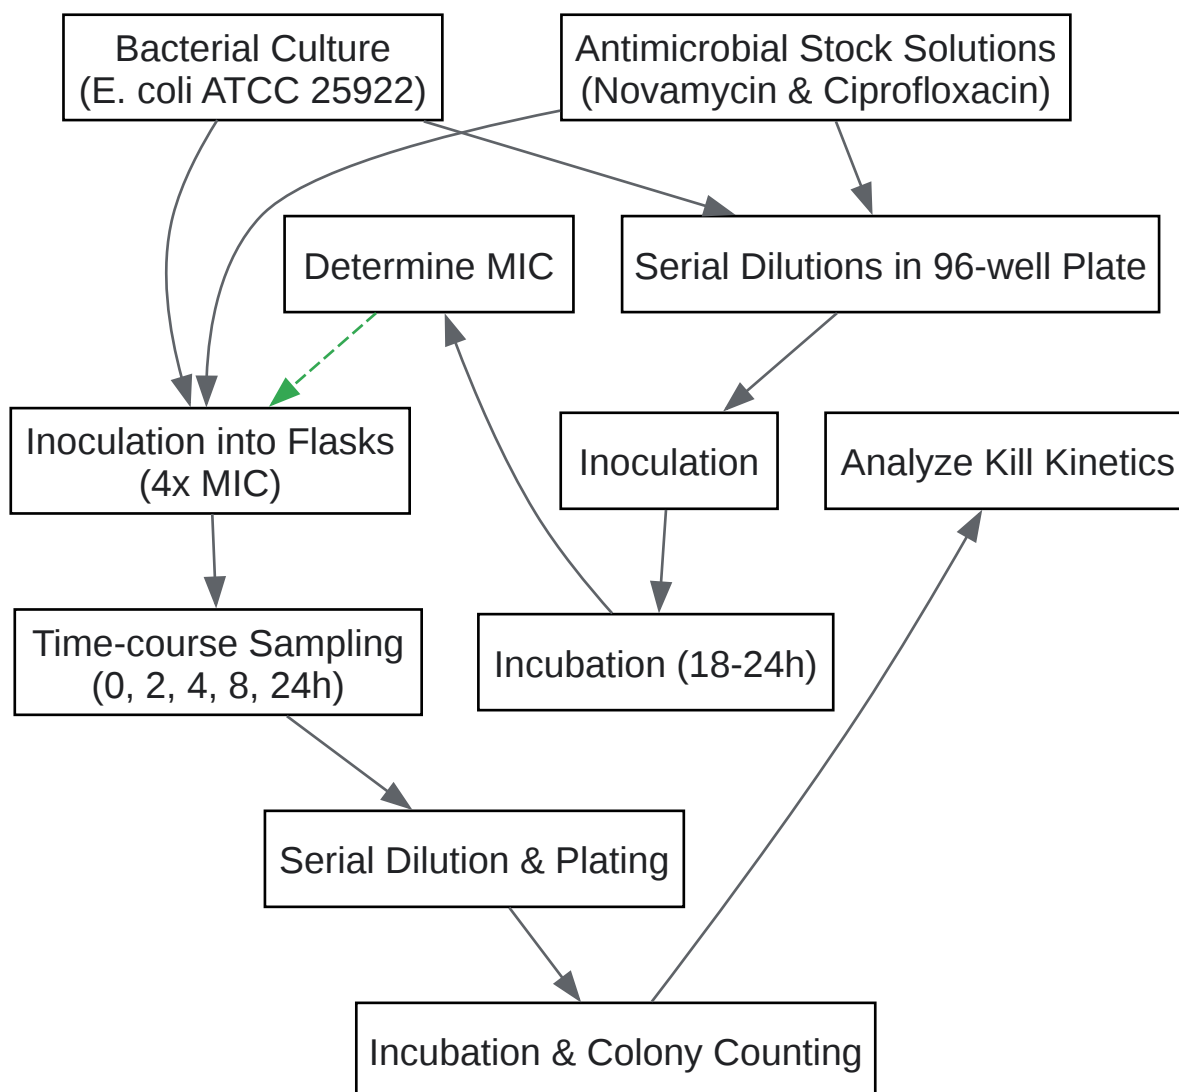 Bacterial Culture
(E. coli ATCC 25922)
Antimicrobial Stock Solutions
(Novamycin & Ciprofloxacin)
Determine MIC
Serial Dilutions in 96-well Plate
Inoculation into Flasks
(4x MIC)
Inoculation
Analyze Kill Kinetics
Time-course Sampling
(0, 2, 4, 8, 24h)
Incubation (18-24h)
Serial Dilution & Plating
Incubation & Colony Counting